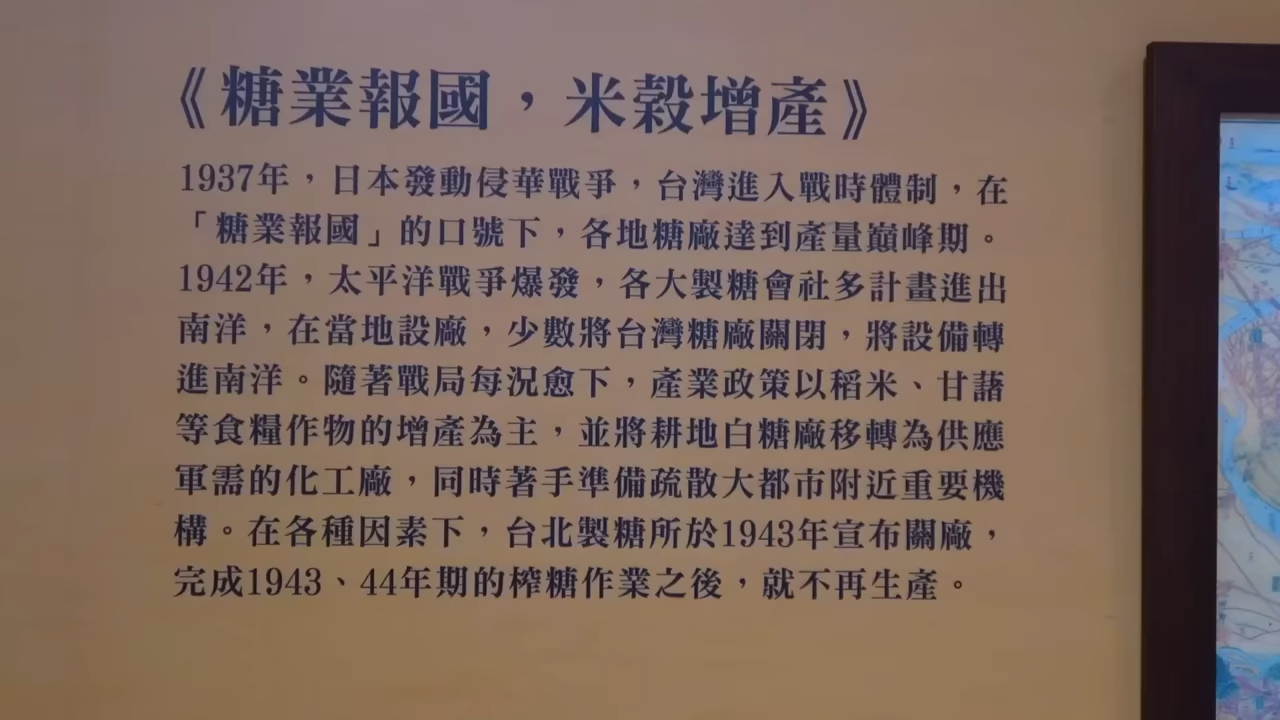 《糖業報國，米穀增產》
1937年，日本發動侵華戰爭，台灣進入戰時體制，在
「糖業報國」的口號下，各地糖廠達到產量巔峰期。
1942年，太平洋戰爭爆發，各大製糖會社多計畫進出
南洋，在當地設廠，少數將台灣糖廠關閉，將設備轉
進南洋。隨著戰局每況愈下，產業政策以稻米、甘藷
等食糧作物的增產為主，並將耕地白糖廠移轉為供應
軍需的化工廠，同時著手準備疏散大都市附近重要機
構。在各種因素下，台北製糖所於1943年宣布關廠，
完成1943、44年期的榨糖作業之後，就不再生產。